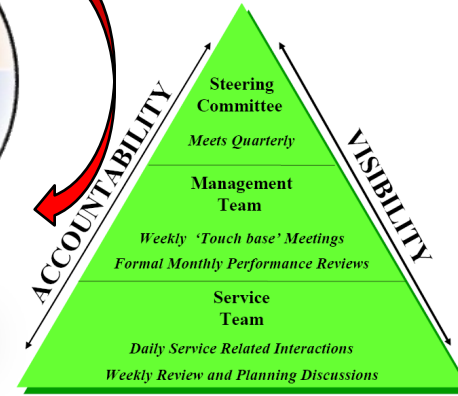 Steering
Committee
Meets Quarterly
ACCOUNTABILITY
VISIBILITY
Management
Team
Weekly ‘Touch base’ Meetings
Formal Monthly Performance Reviews
Service
Team
Daily Service Related Interactions
Weekly Review and Planning Discussions